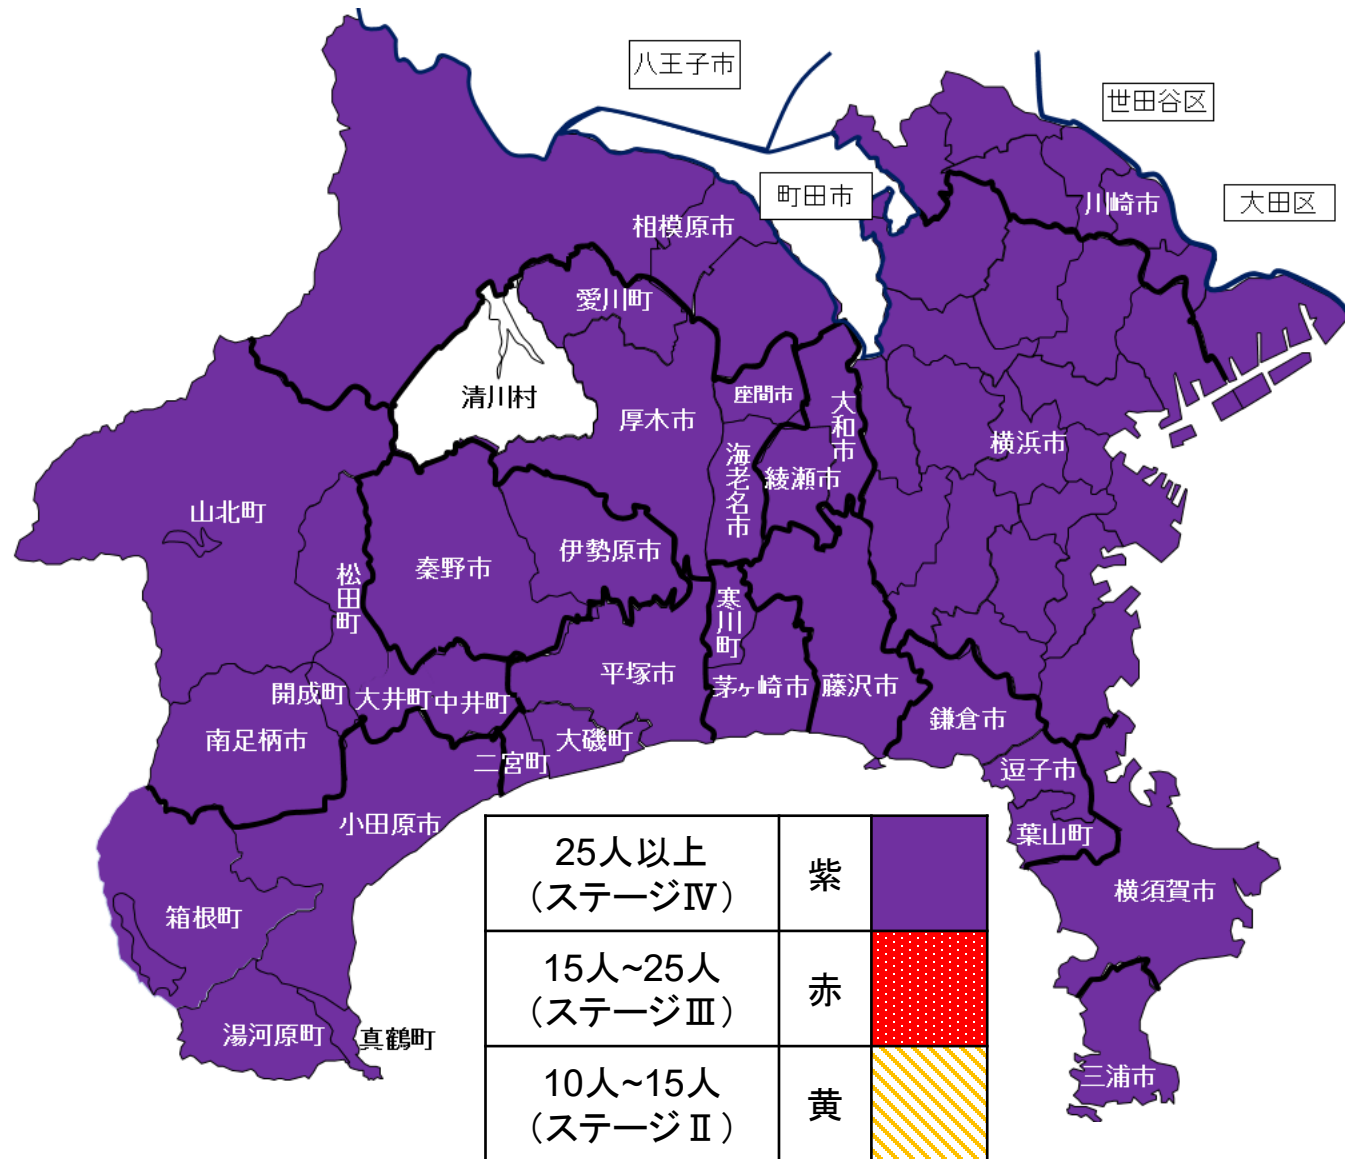 八王子市
世田谷区
町田市
大田区
川崎市
相模原市
愛川町
清川村
座間市
厚木市
大和市
横浜市
海老名市
綾瀬市
山北町
伊勢原市
秦野市
松田町
寒川町
平塚市
開成町
大井町
中井町
茅ヶ崎市
藤沢市
鎌倉市
南足柄市
大磯町
二宮町
逗子市
小田原市
葉山町
横須賀市
箱根町
湯河原町
真鶴町
三浦市
25人以上
（ステージⅣ）
紫
15人~25人
（ステージⅢ）
赤
10人~15人
（ステージⅡ）
黄